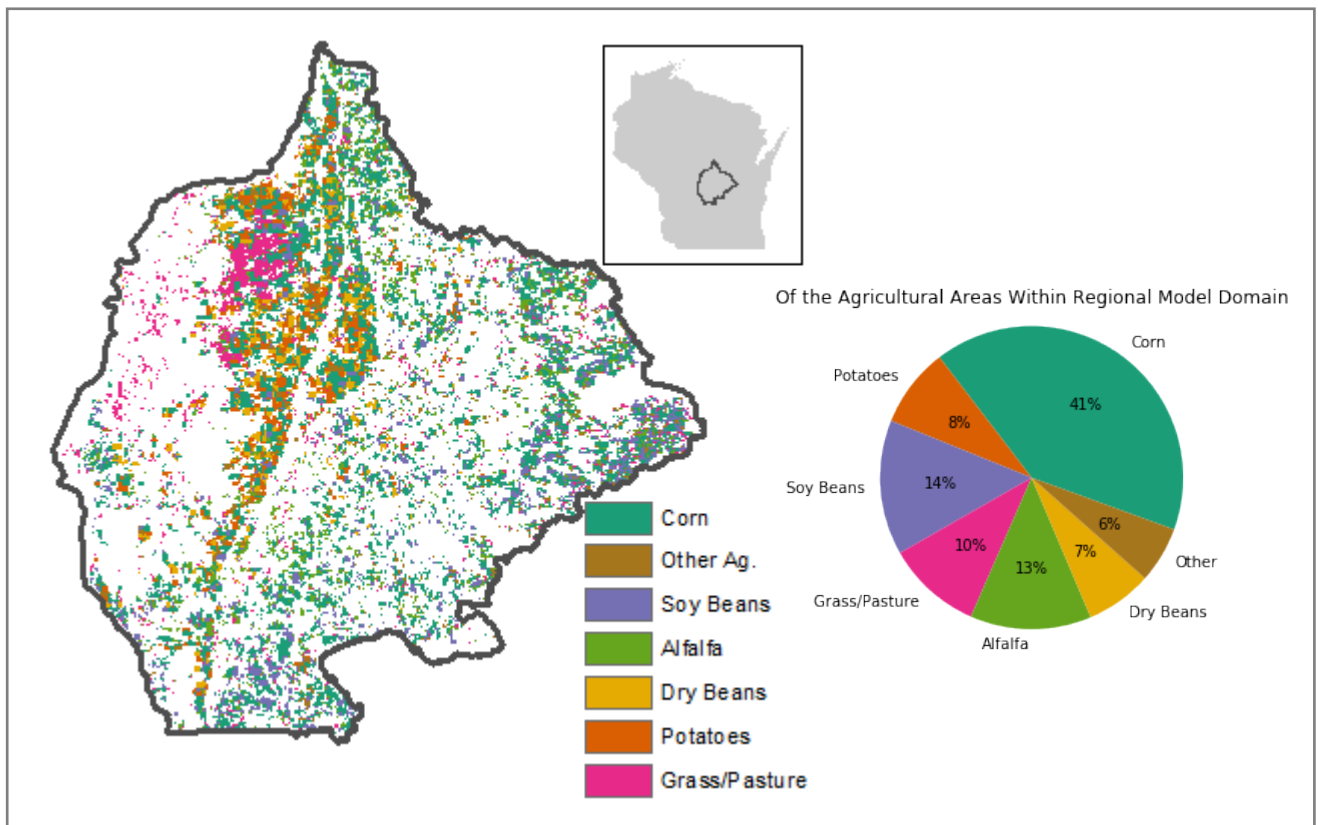 Of the Agricultural Areas Within Regional Model Domain
Corn
Potatoes
41%
8%
Soy Beans
14%
6%
10%
7%
13%
Other
Grass/Pasture
Dry Beans
Alfalfa
Corn
Other Ag.
Soy Beans
Alfalfa
Dry Beans
Potatoes
Grass/Pasture